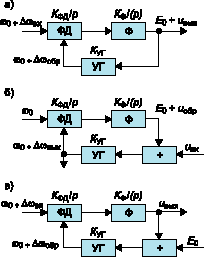 а)
KФД/p
KФ/(p)
ω0 + Δωвх
ФД
Ф
E0 + uвых
KУГ
ω0 + Δωобр
УГ
б)
KФД/p
KФ/(p)
ω0
ФД
Ф
E0 + uобр
ω0 + Δωвых
KУГ
УГ
+
uвх
в)
KФД/p
KФ/(p)
ω0 + Δωвх
ФД
Ф
uвых
KУГ
ω0 + Δωобр
УГ
+
E0